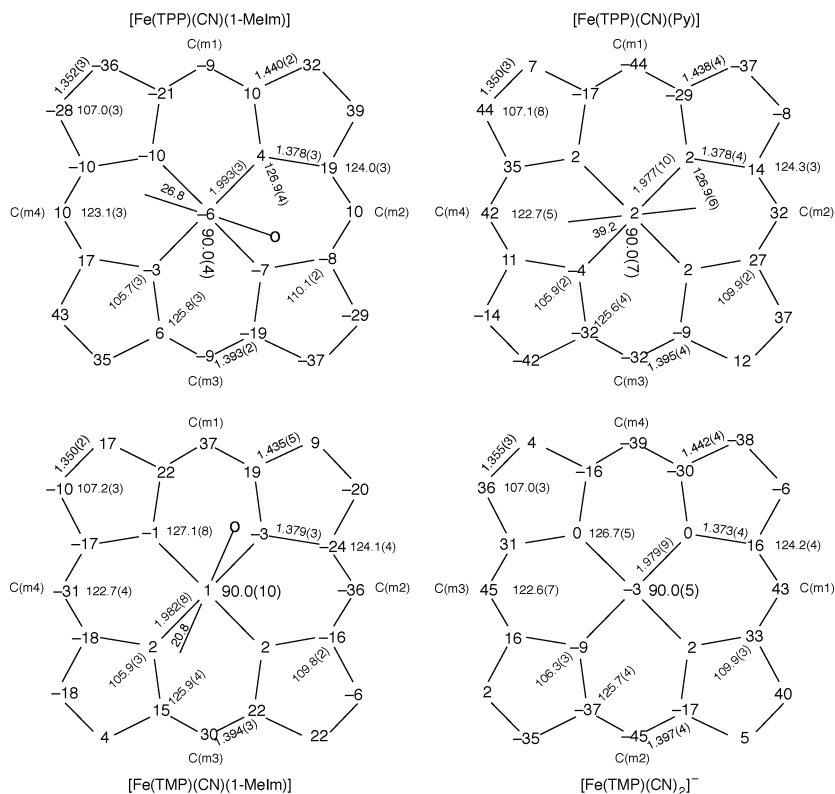 [Fe(TPP)(CN)(1-MeIm)]
C(m1)
−36 −9 32
1.352(3) 1.440(2)
−28 107.0(3) −21 10 39
−10 −10 4 1.378(3) 19 124.0(3)
1.993(3) 126.9(4)
26.8
C(m4) 10 123.1(3) −6 10 C(m2)
90.0(4)
17 −3 −7 −8
105.7(3) 110.1(2)
43 125.8(3) −29
6 −19
35 −9 1.393(2) −37
C(m3)
[Fe(TPP)(CN)(Py)]
C(m1)
7 −44 −37
1.350(3) 1.438(4)
44 107.1(8) −17 −29 −8
35 2 2 1.378(4) 14 124.3(3)
1.977(10) 126.9(6)
C(m4) 42 122.7(5) 2 32 C(m2)
39.2
90.0(7)
11 −4 2 27
105.9(2) 109.9(2)
−14 125.6(4) 37
−32 −9
−42 −32 1.395(4) 12
C(m3)
C(m1)
17 37 9
1.350(2) 1.435(5)
−10 107.2(3) 22 19 −20
−17 −1 127.1(8) −3 1.379(3) −24 124.1(4)
C(m4) −31 122.7(4) 1 90.0(10) −36 C(m2)
1.982(8)
20.8
−18 2 2 −16
105.9(3) 109.8(2)
−18 125.9(4) −6
15 22
4 30 1.394(3) 22
C(m3)
[Fe(TMP)(CN)(1-MeIm)]
C(m4)
4 −39 −38
1.355(3) 1.442(4)
36 107.0(3) −16 −30 −6
31 0 126.7(5) 0 1.373(4) 16 124.2(4)
1.979(9)
C(m3) 45 122.6(7) −3 90.0(5) 43 C(m1)
16 −9 2 33
106.3(3) 109.9(3)
2 125.7(4) 40
−37 −17
−35 −45 1.397(4) 5
C(m2)
[Fe(TMP)(CN)₂]⁻